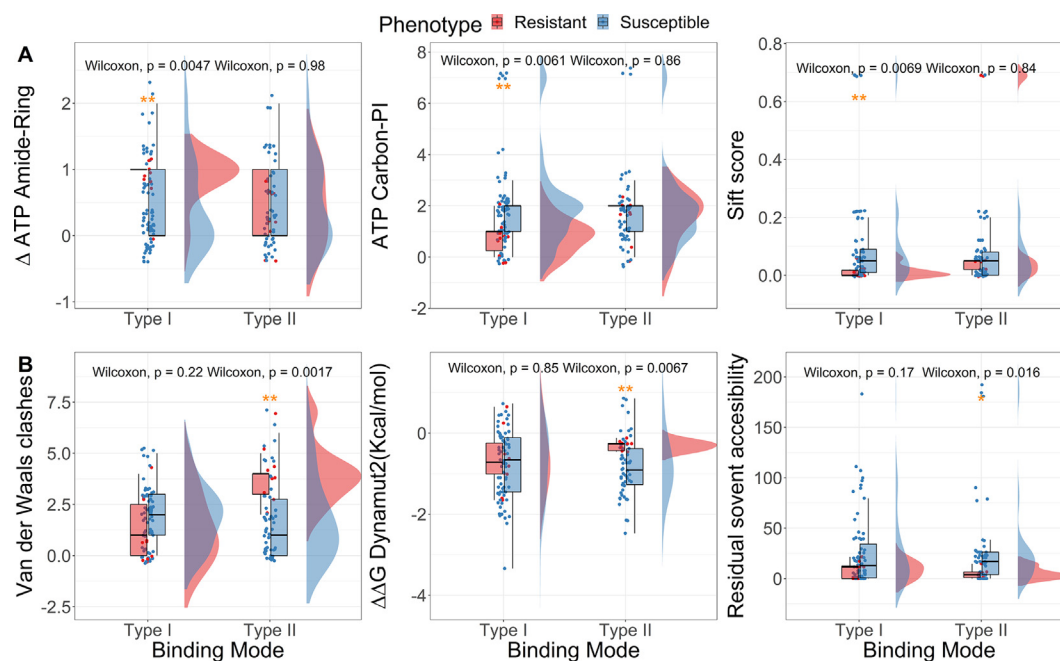 Phenotype Resistant Susceptible
A
Δ ATP Amide-Ring
Wilcoxon, p = 0.0047 Wilcoxon, p = 0.98
**
2
1
0
-1
Type I Type II
ATP Carbon-PI
Wilcoxon, p = 0.0061 Wilcoxon, p = 0.86
**
8
6
4
2
0
-2
Type I Type II
Sift score
Wilcoxon, p = 0.0069 Wilcoxon, p = 0.84
**
0.8
0.6
0.4
0.2
0.0
Type I Type II
B
Van der Waals clashes
Wilcoxon, p = 0.22 Wilcoxon, p = 0.0017
**
7.5
5.0
2.5
0.0
-2.5
Type I Type II
Binding Mode
ΔΔG Dynamut2(Kcal/mol)
Wilcoxon, p = 0.85 Wilcoxon, p = 0.0067
**
0
-2
-4
Type I Type II
Binding Mode
Residual sovent accesibility
Wilcoxon, p = 0.17 Wilcoxon, p = 0.016
*
200
150
100
50
0
Type I Type II
Binding Mode